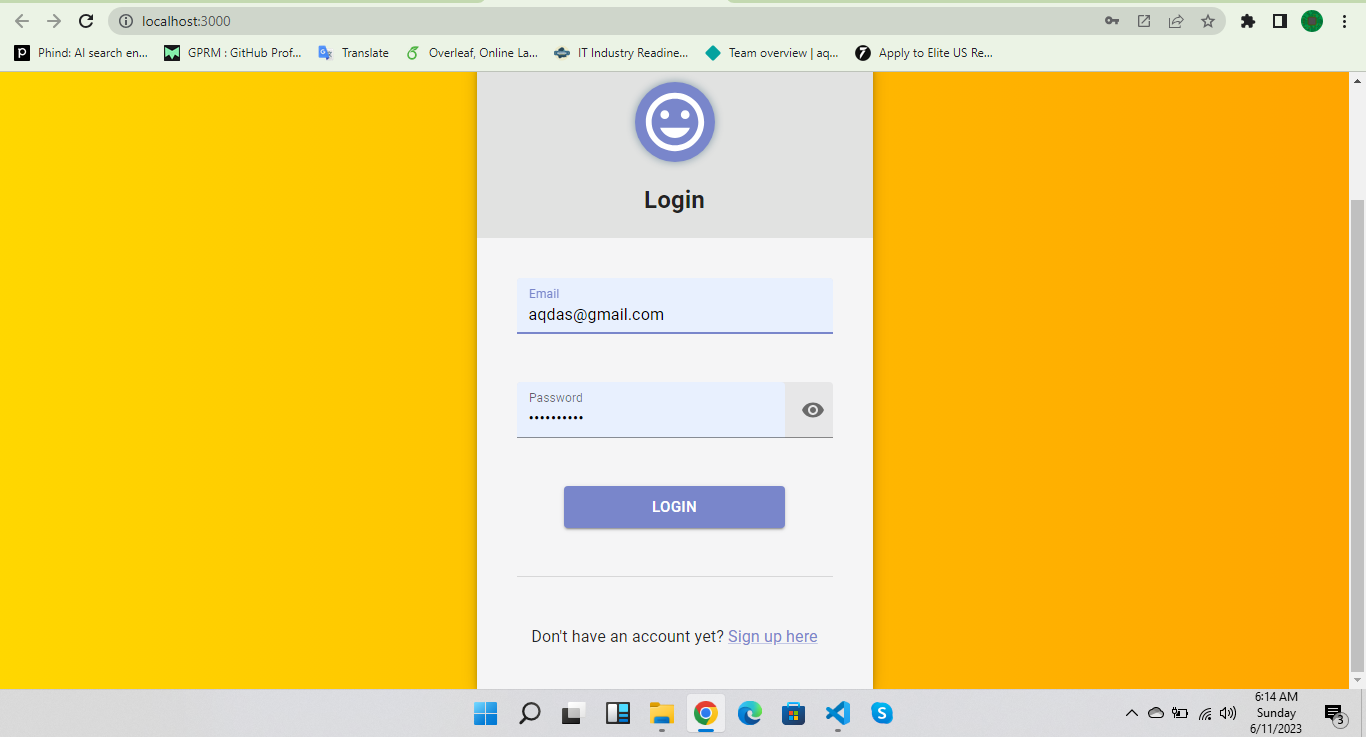 localhost:3000
Phind: AI search en...
GPRM : GitHub Prof...
Translate
Overleaf, Online La...
IT Industry Readine...
Team overview | aq...
Apply to Elite US Re...
Login
Email
aqdas@gmail.com
Password
••••••••••
LOGIN
Don't have an account yet? Sign up here
6:14 AM
Sunday
6/11/2023
3